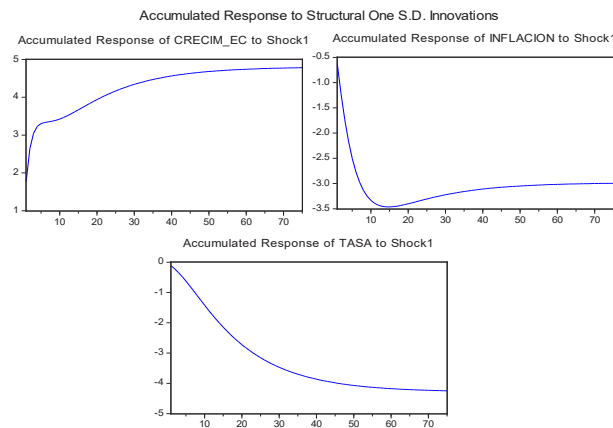 Accumulated Response to Structural One S.D. Innovations
Accumulated Response of CRECIM_EC to Shock1
5
4
3
2
1
10 20 30 40 50 60 70
Accumulated Response of INFLACION to Shock1
-0.5
-1.0
-1.5
-2.0
-2.5
-3.0
-3.5
10 20 30 40 50 60 70
Accumulated Response of TASA to Shock1
0
-1
-2
-3
-4
-5
10 20 30 40 50 60 70